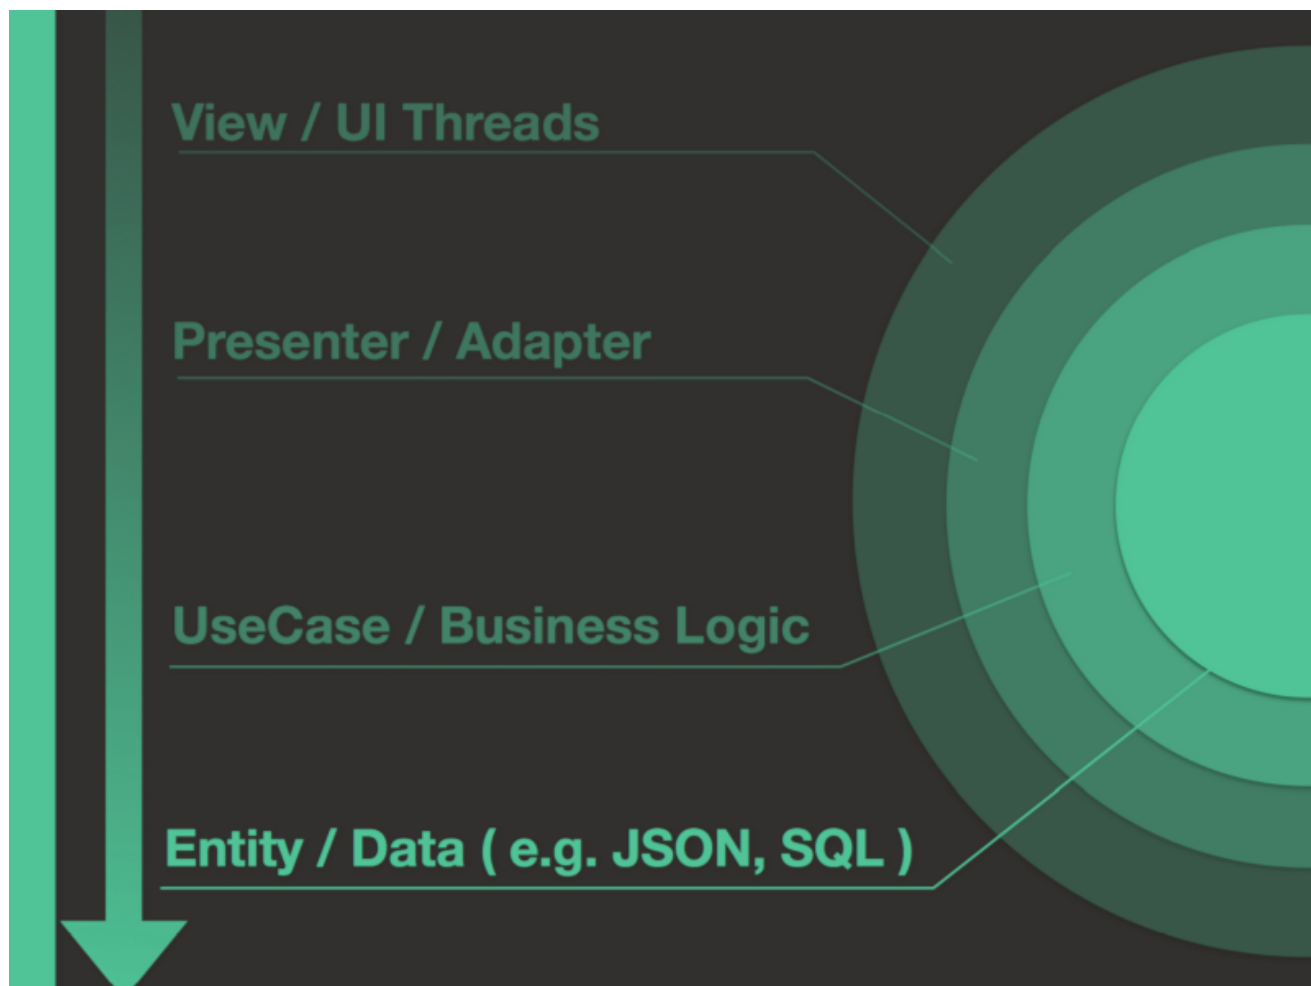 View / UI Threads
Presenter / Adapter
UseCase / Business Logic
Entity / Data ( e.g. JSON, SQL )